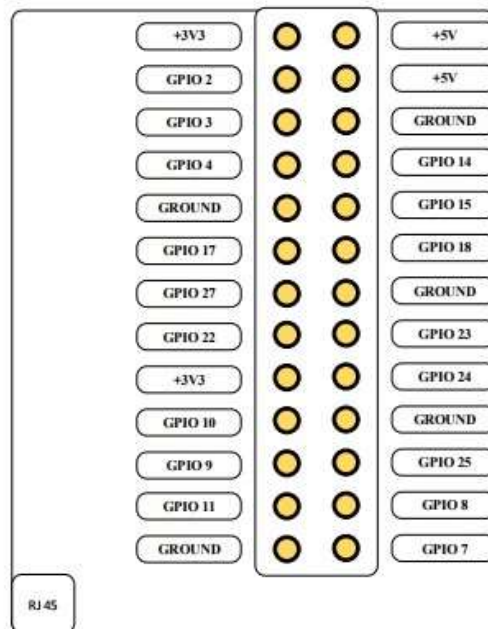 +3V3 +5V
GPIO 2 +5V
GPIO 3 GROUND
GPIO 4 GPIO 14
GROUND GPIO 15
GPIO 17 GPIO 18
GPIO 27 GROUND
GPIO 22 GPIO 23
+3V3 GPIO 24
GPIO 10 GROUND
GPIO 9 GPIO 25
GPIO 11 GPIO 8
GROUND GPIO 7
RJ 45